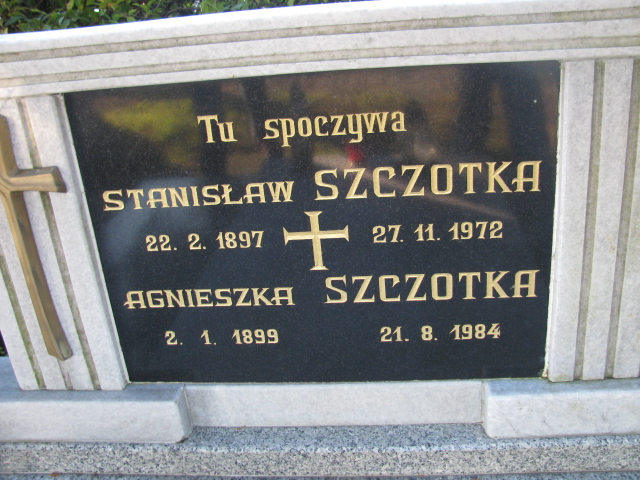 Tu spoczywa
STANISŁAW SZCZOTKA
22. 2. 1897 27. 11. 1972
AGNIESZKA SZCZOTKA
2. 1. 1899 21. 8. 1984